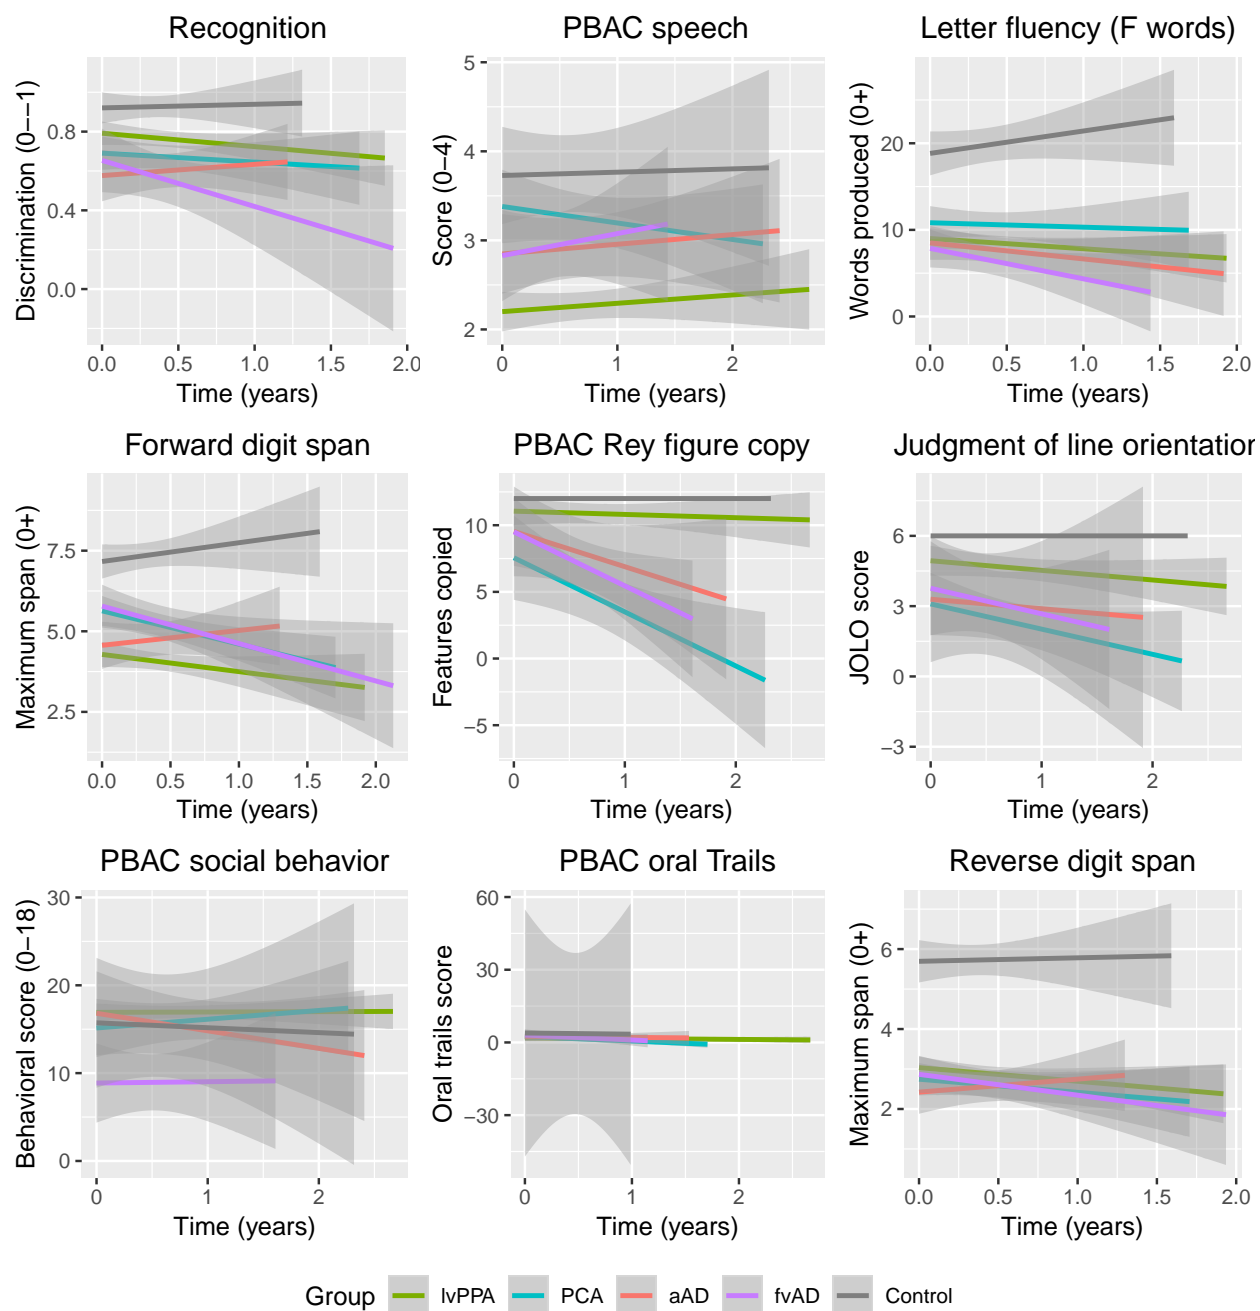 Recognition
Discrimination (0−−1)
0.8
0.4
0.0
0.0 0.5 1.0 1.5 2.0
Time (years)
PBAC speech
Score (0−4)
5
4
3
2
0 1 2
Time (years)
Letter fluency (F words)
Words produced (0+)
20
10
0
0.0 0.5 1.0 1.5 2.0
Time (years)
Forward digit span
Maximum span (0+)
7.5
5.0
2.5
0.0 0.5 1.0 1.5 2.0
Time (years)
PBAC Rey figure copy
Features copied
10
5
0
−5
0 1 2
Time (years)
Judgment of line orientation
JOLO score
6
3
0
−3
0 1 2
Time (years)
PBAC social behavior
Behavioral score (0−18)
30
20
10
0
0 1 2
Time (years)
PBAC oral Trails
Oral trails score
60
30
0
−30
0 1 2
Time (years)
Reverse digit span
Maximum span (0+)
6
4
2
0.0 0.5 1.0 1.5 2.0
Time (years)
Group lvPPA PCA aAD fvAD Control